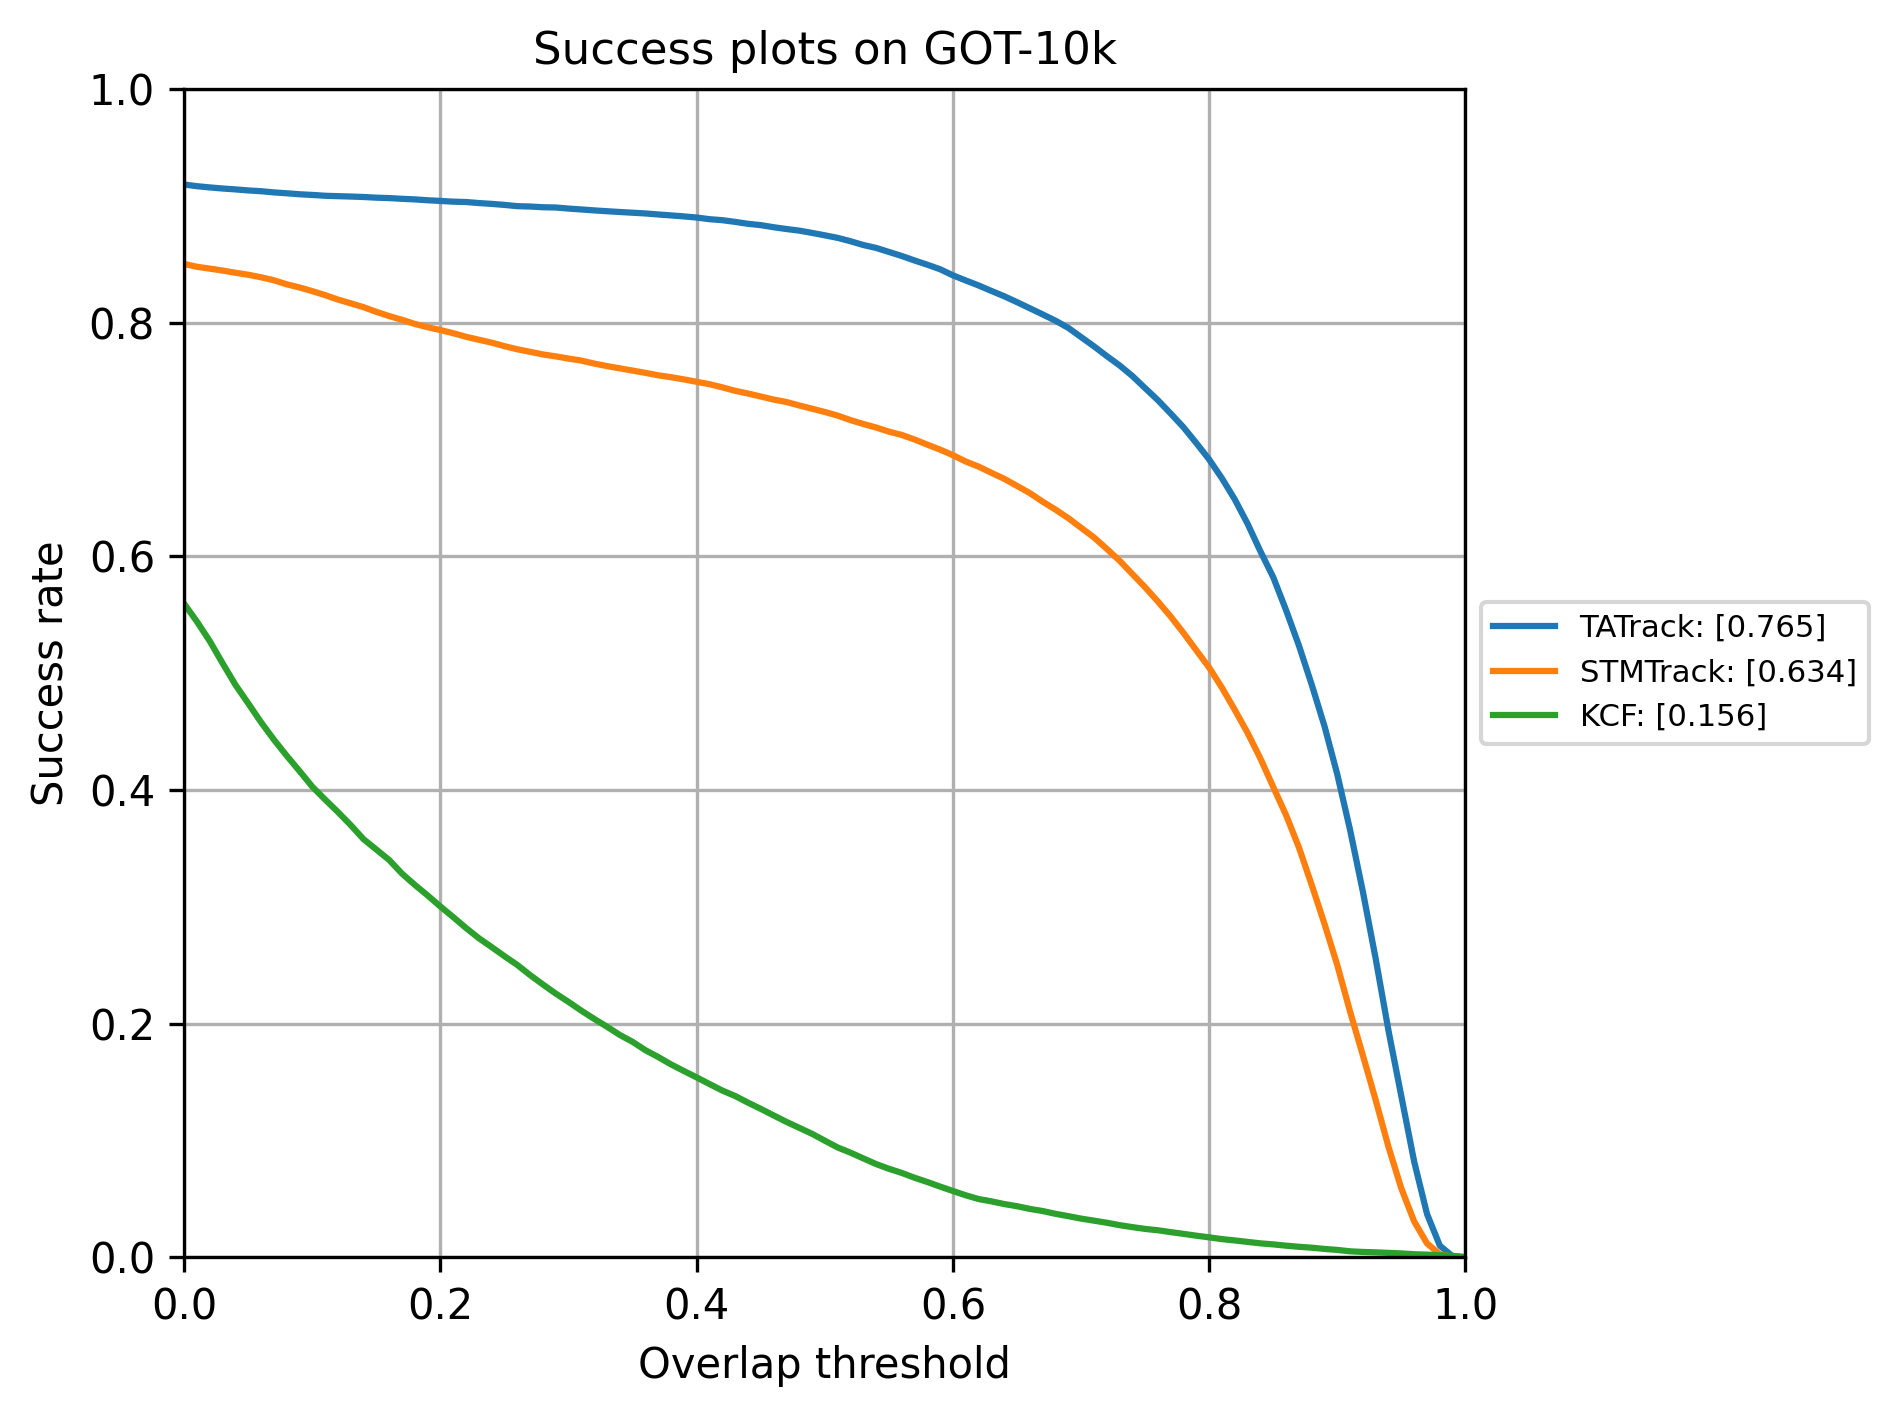 Success plots on GOT-10k
1.0
0.8
0.6
0.4
0.2
0.0
Success rate
0.0 0.2 0.4 0.6 0.8 1.0
Overlap threshold
TATrack: [0.765]
STMTrack: [0.634]
KCF: [0.156]